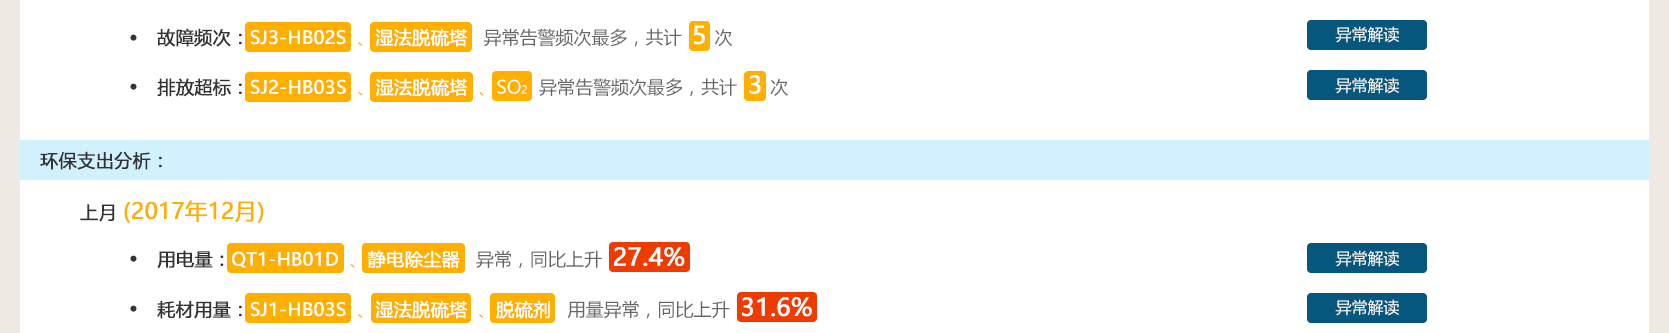 • 故障频次：SJ3-HB02S、湿法脱硫塔 异常告警频次最多，共计 5 次 异常解读
• 排放超标：SJ2-HB03S、湿法脱硫塔、SO₂ 异常告警频次最多，共计 3 次 异常解读
环保支出分析：
上月 (2017年12月)
• 用电量：QT1-HB01D、静电除尘器 异常，同比上升 27.4% 异常解读
• 耗材用量：SJ1-HB03S、湿法脱硫塔、脱硫剂 用量异常，同比上升 31.6% 异常解读